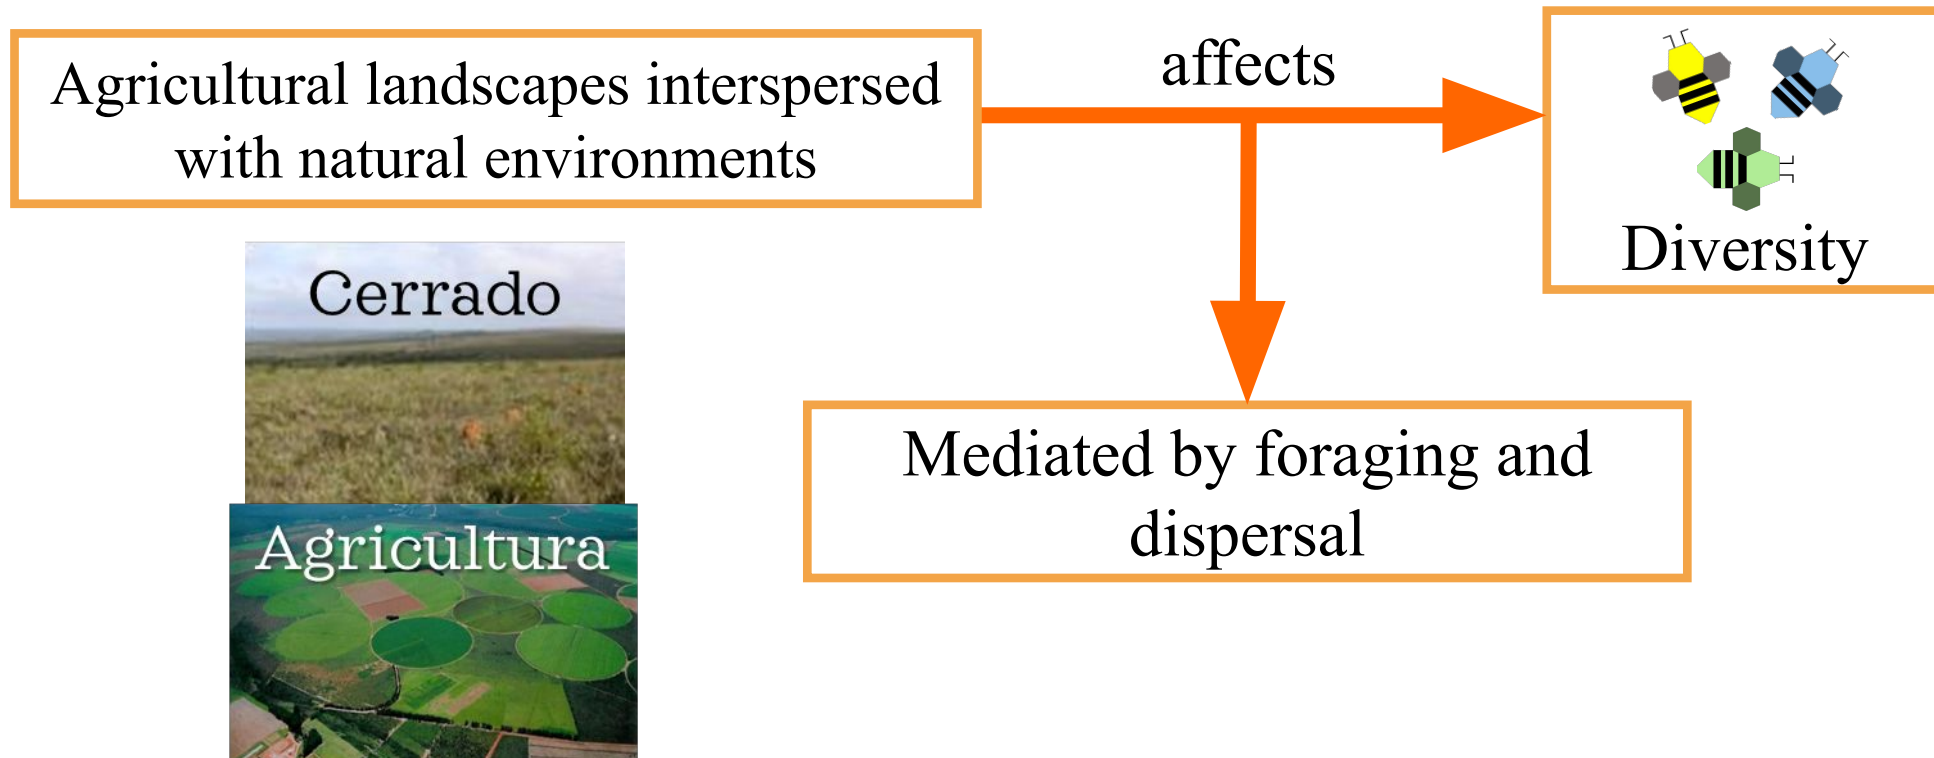 Agricultural landscapes interspersed
with natural environments
affects
Diversity
Cerrado
Agricultura
Mediated by foraging and
dispersal